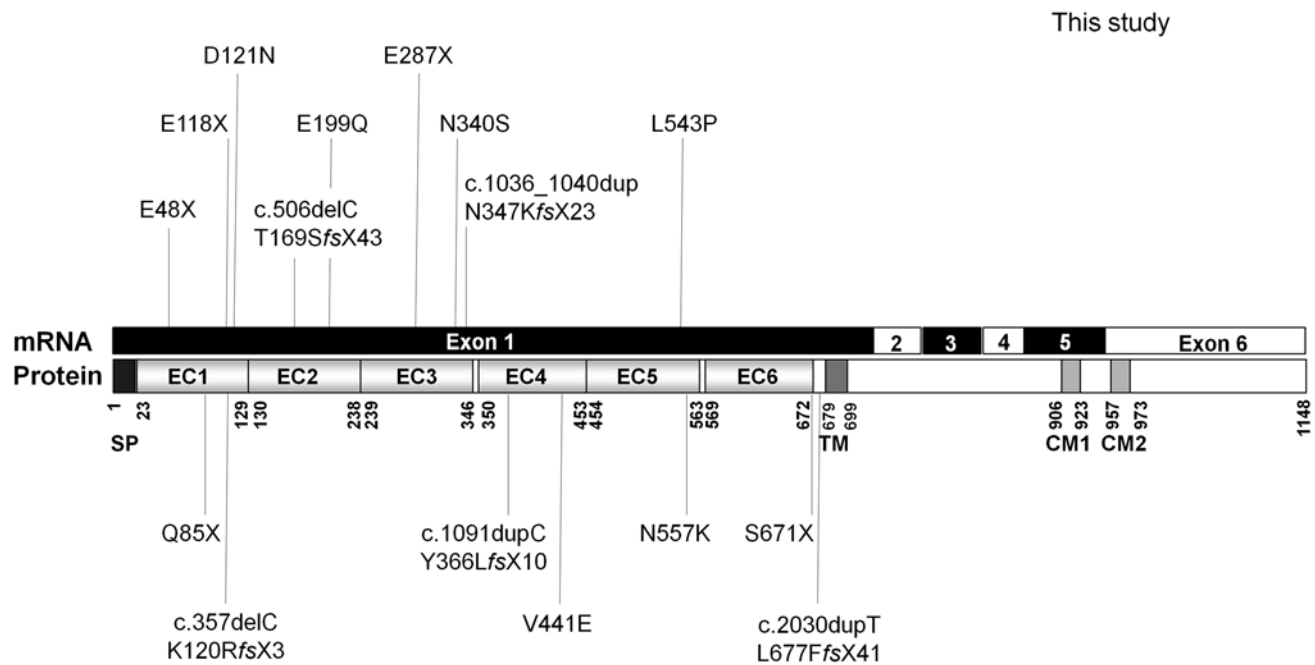 This study
D121N
E287X
E118X
E199Q
N340S
L543P
c.1036_1040dup
N347KfsX23
E48X
c.506delC
T169SfsX43
mRNA
Exon 1
2
3
4
5
Exon 6
Protein
EC1
EC2
EC3
EC4
EC5
EC6
1
23
129
130
238
239
346
350
453
454
563
569
672
679
699
906
923
957
973
1148
SP
TM
CM1
CM2
Q85X
c.1091dupC
Y366LfsX10
N557K
S671X
c.357delC
K120RfsX3
V441E
c.2030dupT
L677FfsX41